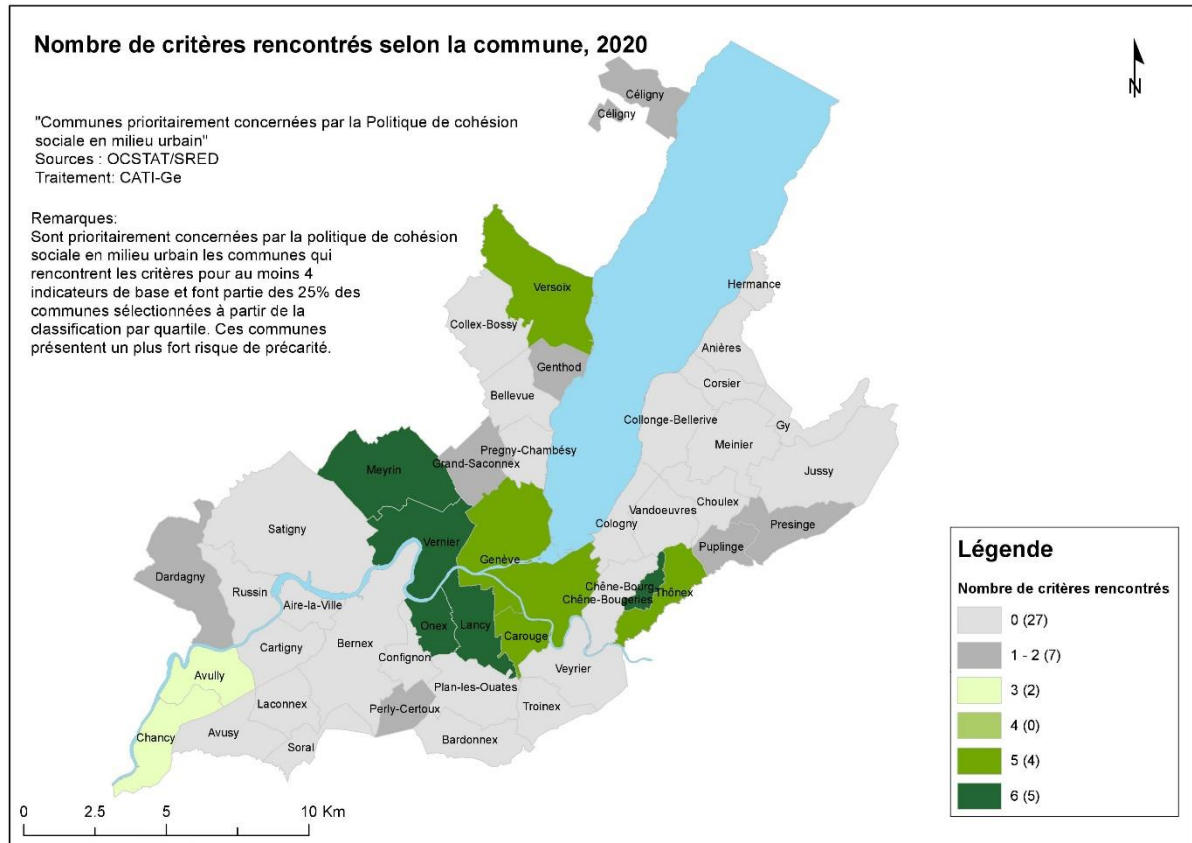 Nombre de critères rencontrés selon la commune, 2020
N
"Communes prioritairement concernées par la Politique de cohésion
sociale en milieu urbain"
Sources : OCSTAT/SRED
Traitement: CATI-Ge
Remarques:
Sont prioritairement concernées par la politique de cohésion
sociale en milieu urbain les communes qui
rencontrent les critères pour au moins 4
indicateurs de base et font partie des 25% des
communes sélectionnées à partir de la
classification par quartile. Ces communes
présentent un plus fort risque de précarité.
Céligny
Céligny
Versoix
Hermance
Collex-Bossy
Anières
Genthod
Corsier
Bellevue
Collonge-Bellerive
Gy
Meinier
Pregny-Chambésy
Grand-Saconnex
Meyrin
Jussy
Choulex
Vandoeuvres
Cologny
Presinge
Satigny
Vernier
Puplinge
Genève
Dardagny
Chêne-Bourg
Thônex
Chêne-Bougeries
Russin
Aire-la-Ville
Onex
Lancy
Carouge
Cartigny
Bernex
Confignon
Veyrier
Avully
Plan-les-Ouates
Laconnex
Perly-Certoux
Troinex
Chancy
Avusy
Soral
Bardonnex
Légende
Nombre de critères rencontrés
0 (27)
1 - 2 (7)
3 (2)
4 (0)
5 (4)
6 (5)
0 2.5 5 10 Km